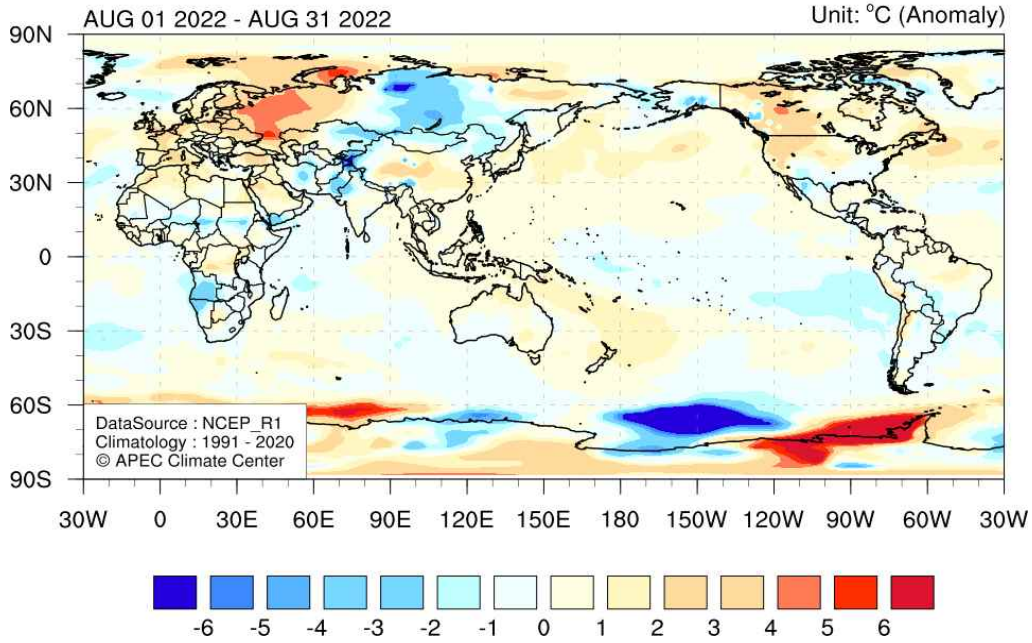 AUG 01 2022 - AUG 31 2022
Unit: °C (Anomaly)
90N
60N
30N
0
30S
60S
90S
DataSource : NCEP_R1
Climatology : 1991 - 2020
© APEC Climate Center
30W 0 30E 60E 90E 120E 150E 180 150W 120W 90W 60W 30W
-6 -5 -4 -3 -2 -1 0 1 2 3 4 5 6